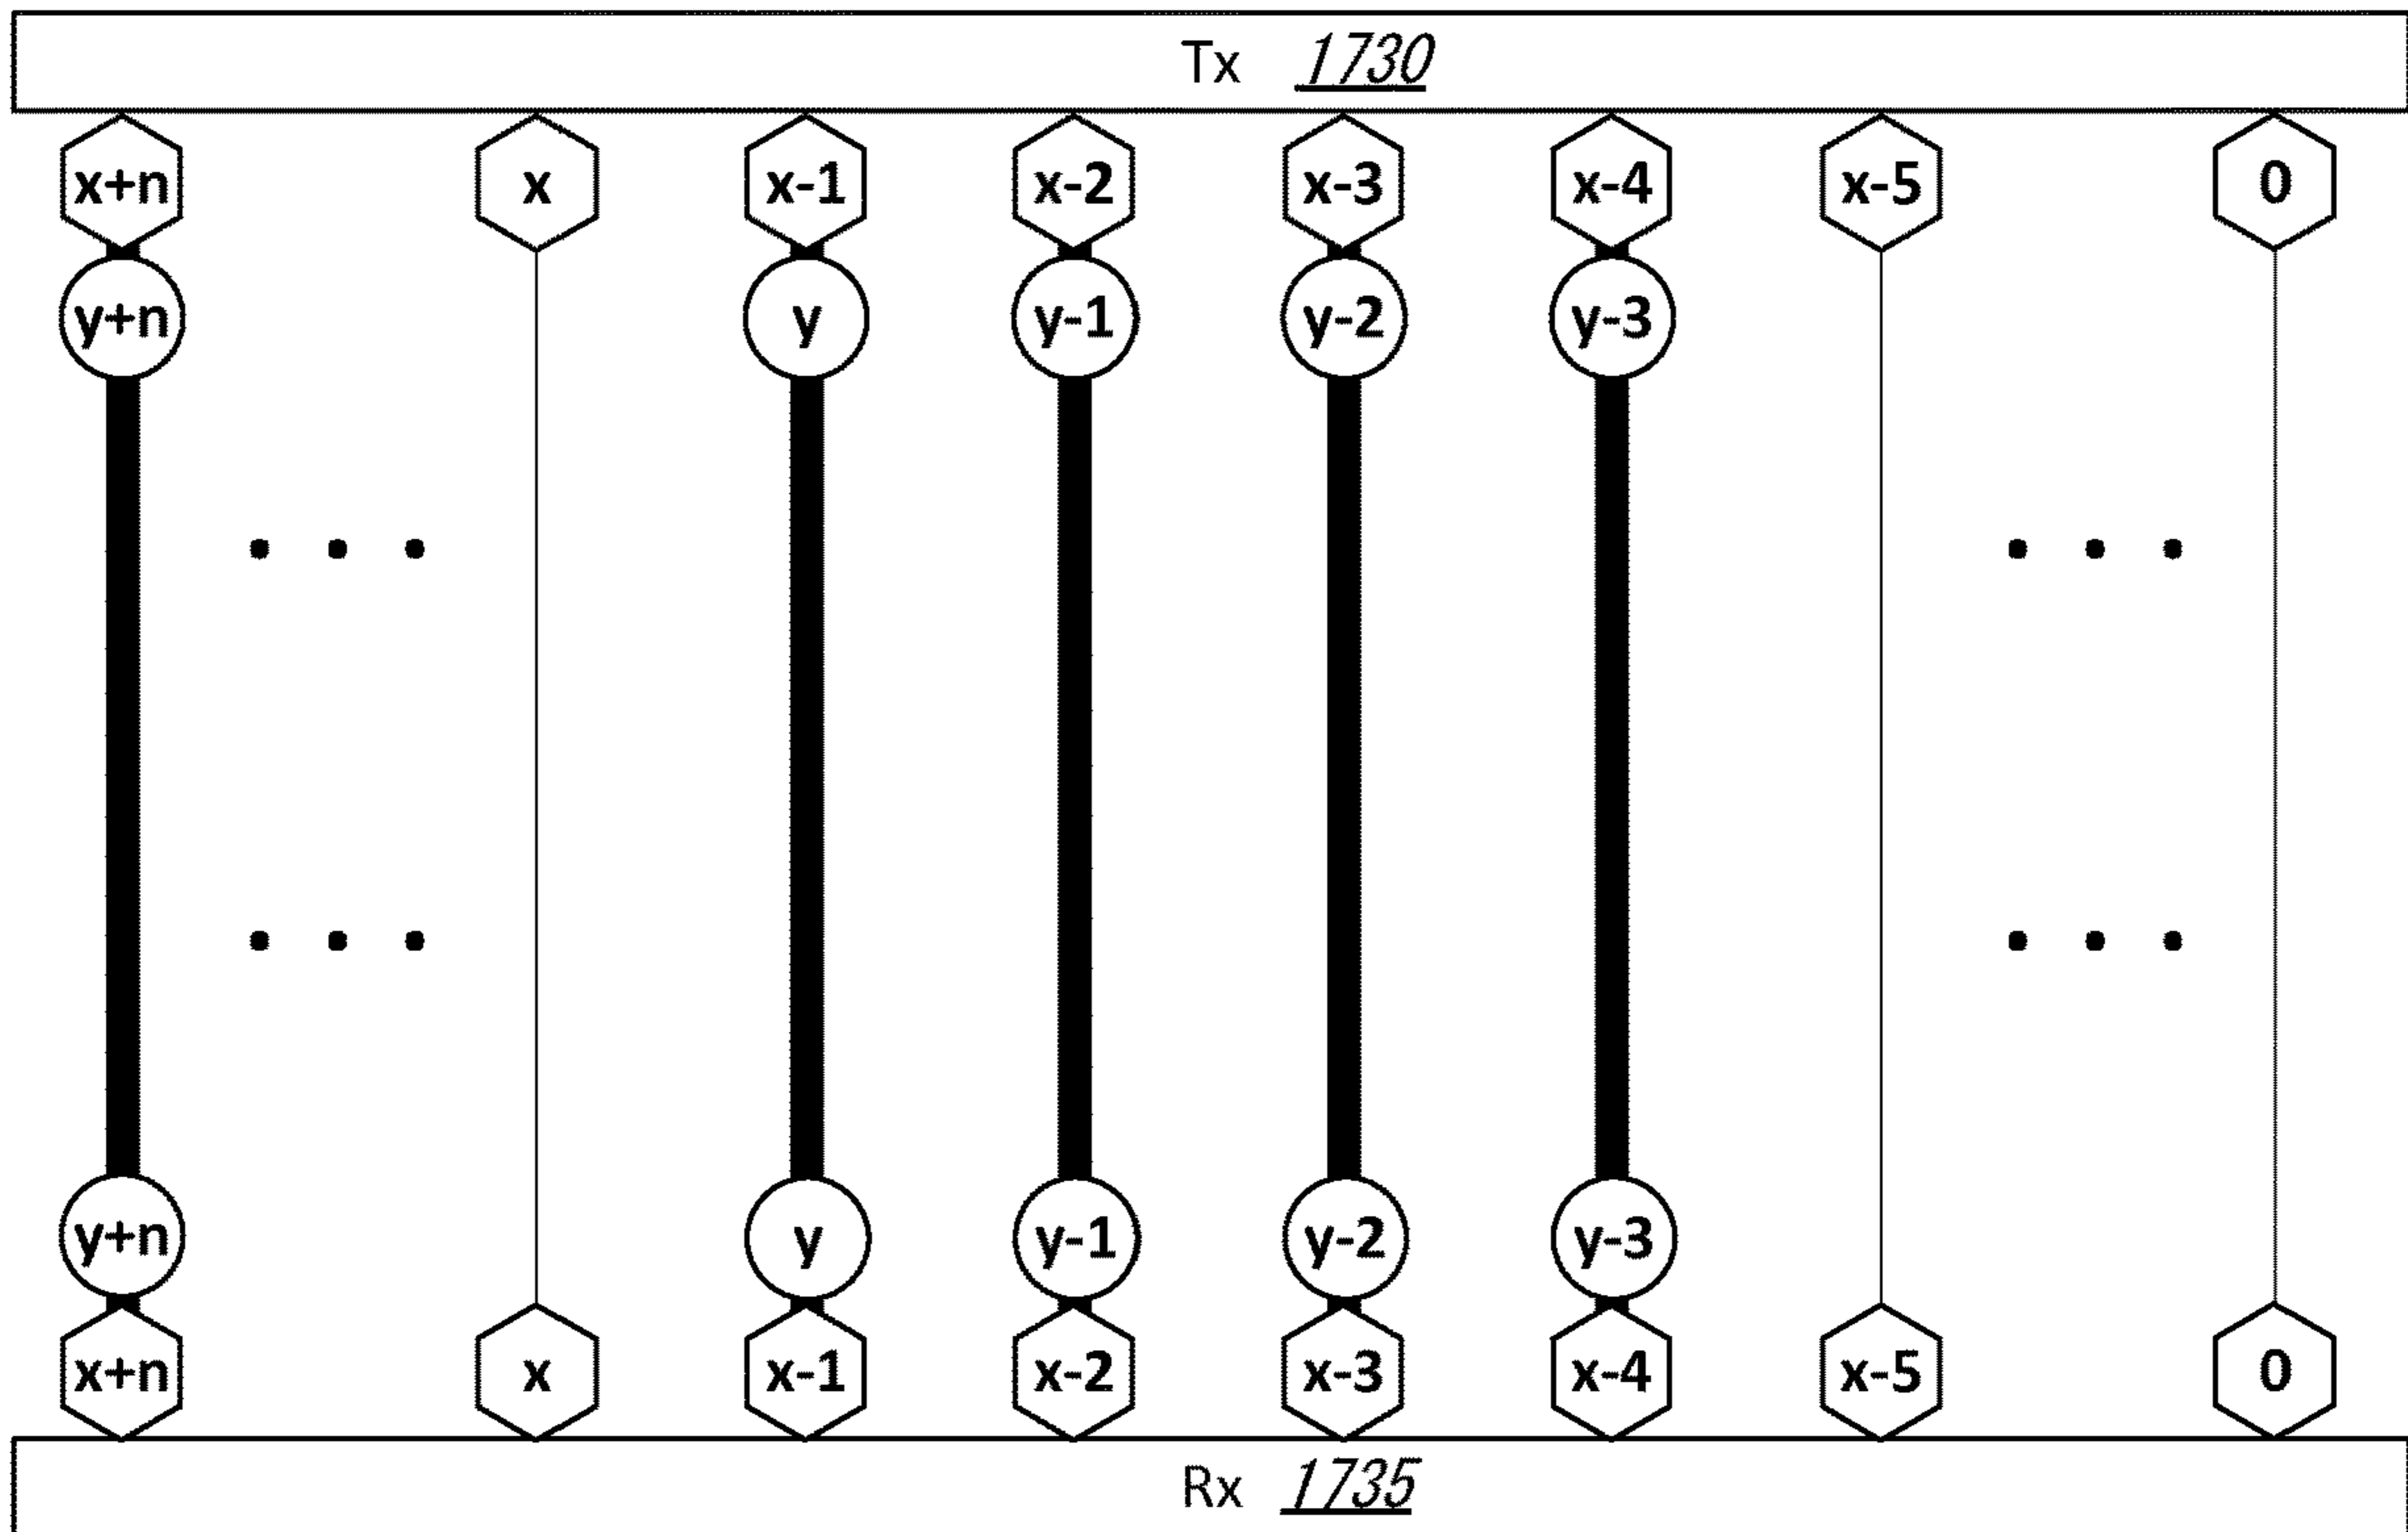 Tx 1730
x+n x x-1 x-2 x-3 x-4 x-5 0
y+n y y-1 y-2 y-3
y+n y y-1 y-2 y-3
x+n x x-1 x-2 x-3 x-4 x-5 0
Rx 1735